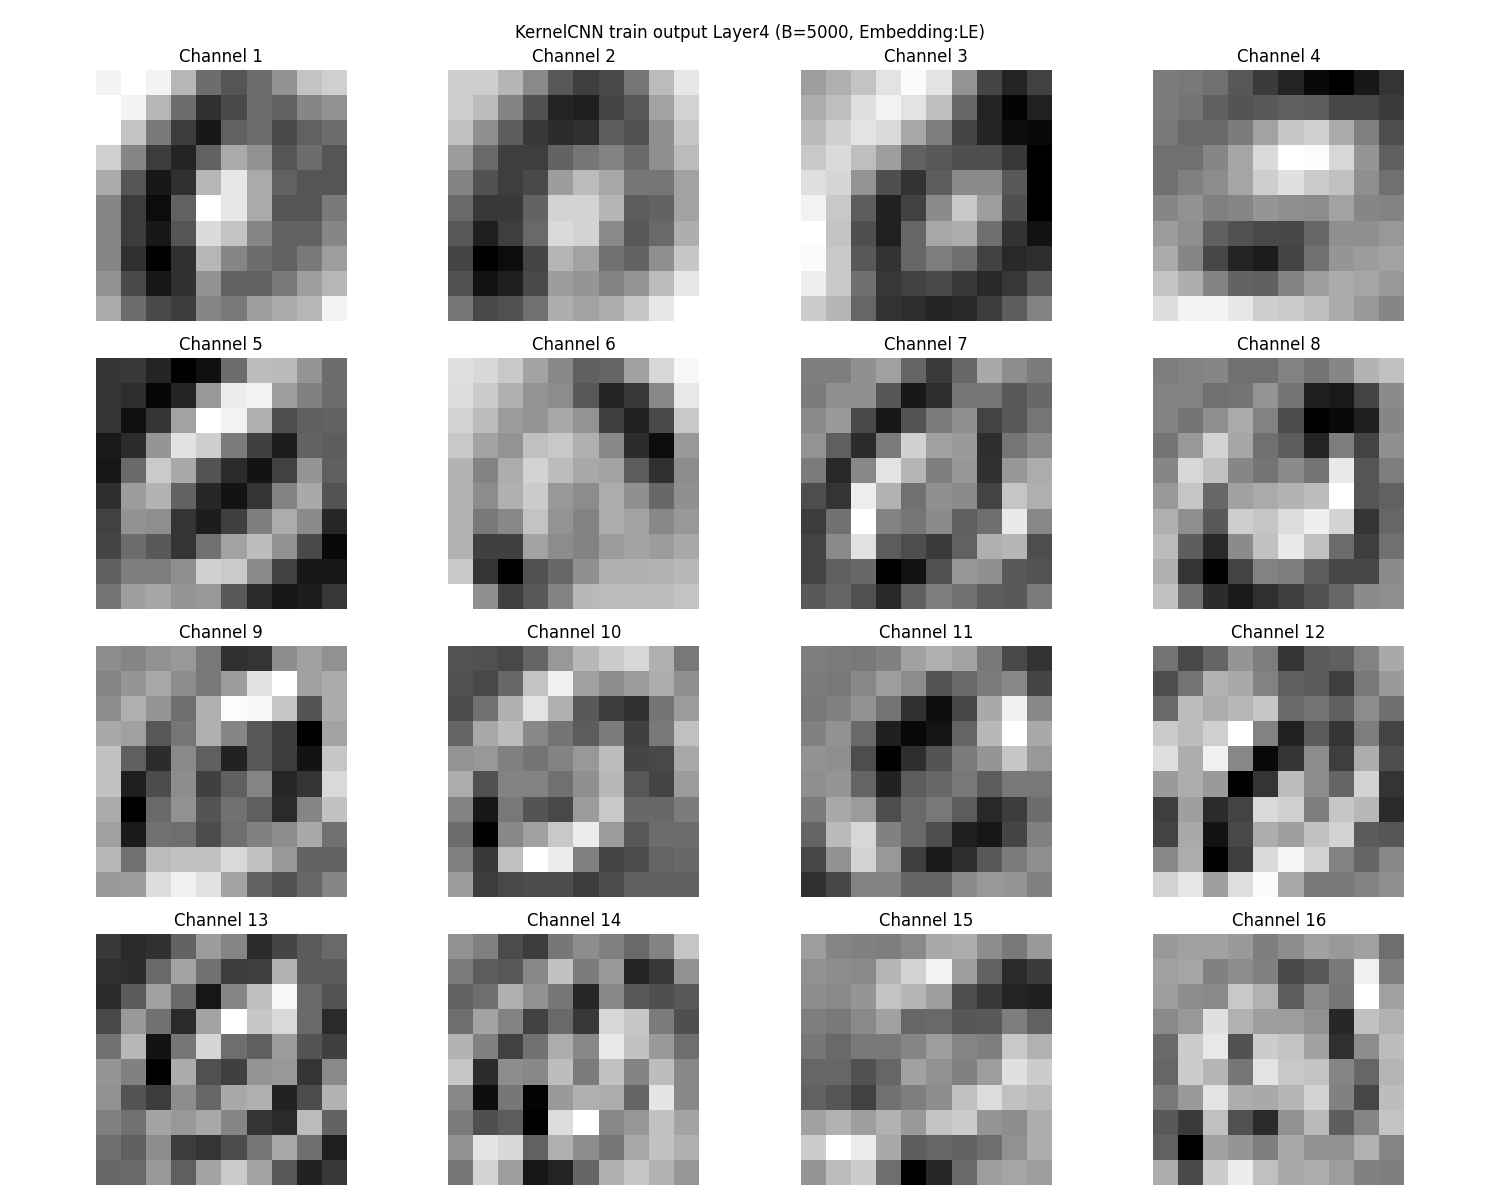 KernelCNN train output Layer4 (B=5000, Embedding:LE)
Channel 1
Channel 2
Channel 3
Channel 4
Channel 5
Channel 6
Channel 7
Channel 8
Channel 9
Channel 10
Channel 11
Channel 12
Channel 13
Channel 14
Channel 15
Channel 16